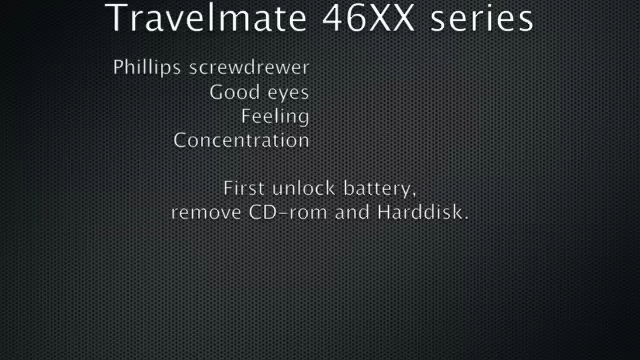 Travelmate 46XX series
Phillips screwdrewer
Good eyes
Feeling
Concentration
First unlock battery,
remove CD-rom and Harddisk.